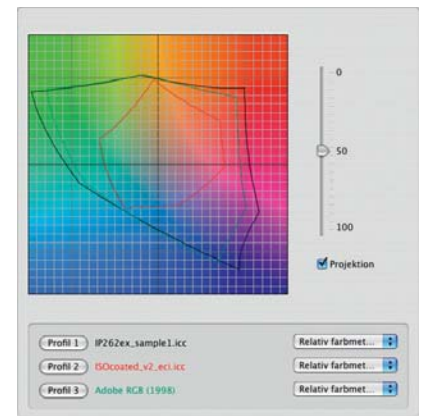 0
50
100
Projektion
Profil 1 IP262ex_sample1.icc Relativ farbmet...
Profil 2 ISOcoated_v2_eci.icc Relativ farbmet...
Profil 3 Adobe RGB (1998) Relativ farbmet...